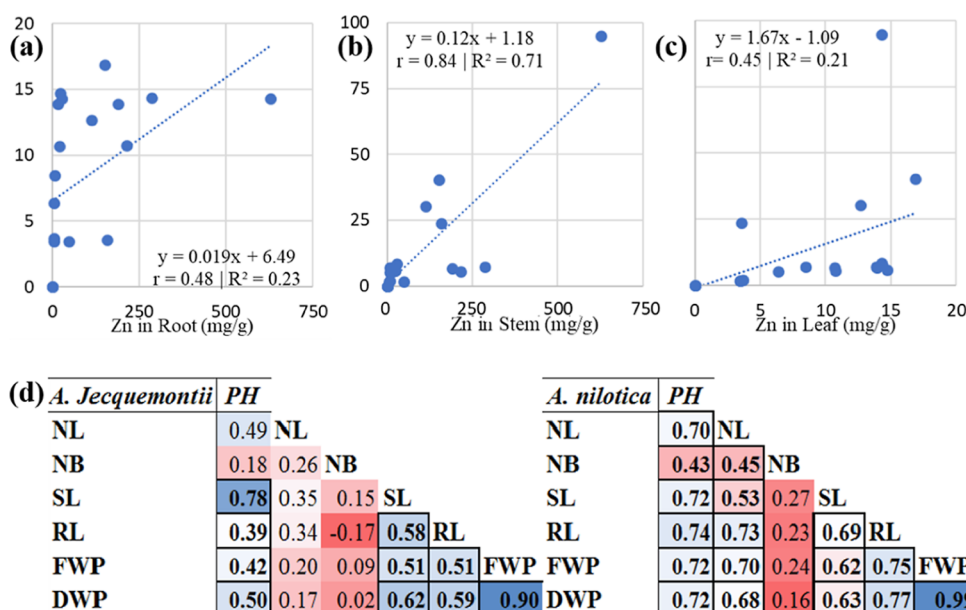 (a)
20
15
10
5
0
y = 0.019x + 6.49
r = 0.48 | R² = 0.23
0 250 500 750
Zn in Root (mg/g)
(b)
100
75
50
25
0
y = 0.12x + 1.18
r = 0.84 | R² = 0.71
0 250 500 750
Zn in Stem (mg/g)
(c)
y = 1.67x - 1.09
r= 0.45 | R² = 0.21
0 5 10 15 20
Zn in Leaf (mg/g)
(d)
A. Jecquemontii PH
NL 0.49 NL
NB 0.18 0.26 NB
SL 0.78 0.35 0.15 SL
RL 0.39 0.34 -0.17 0.58 RL
FWP 0.42 0.20 0.09 0.51 0.51 FWP
DWP 0.50 0.17 0.02 0.62 0.59 0.90
A. nilotica PH
NL 0.70 NL
NB 0.43 0.45 NB
SL 0.72 0.53 0.27 SL
RL 0.74 0.73 0.23 0.69 RL
FWP 0.72 0.70 0.24 0.62 0.75 FWP
DWP 0.72 0.68 0.16 0.63 0.77